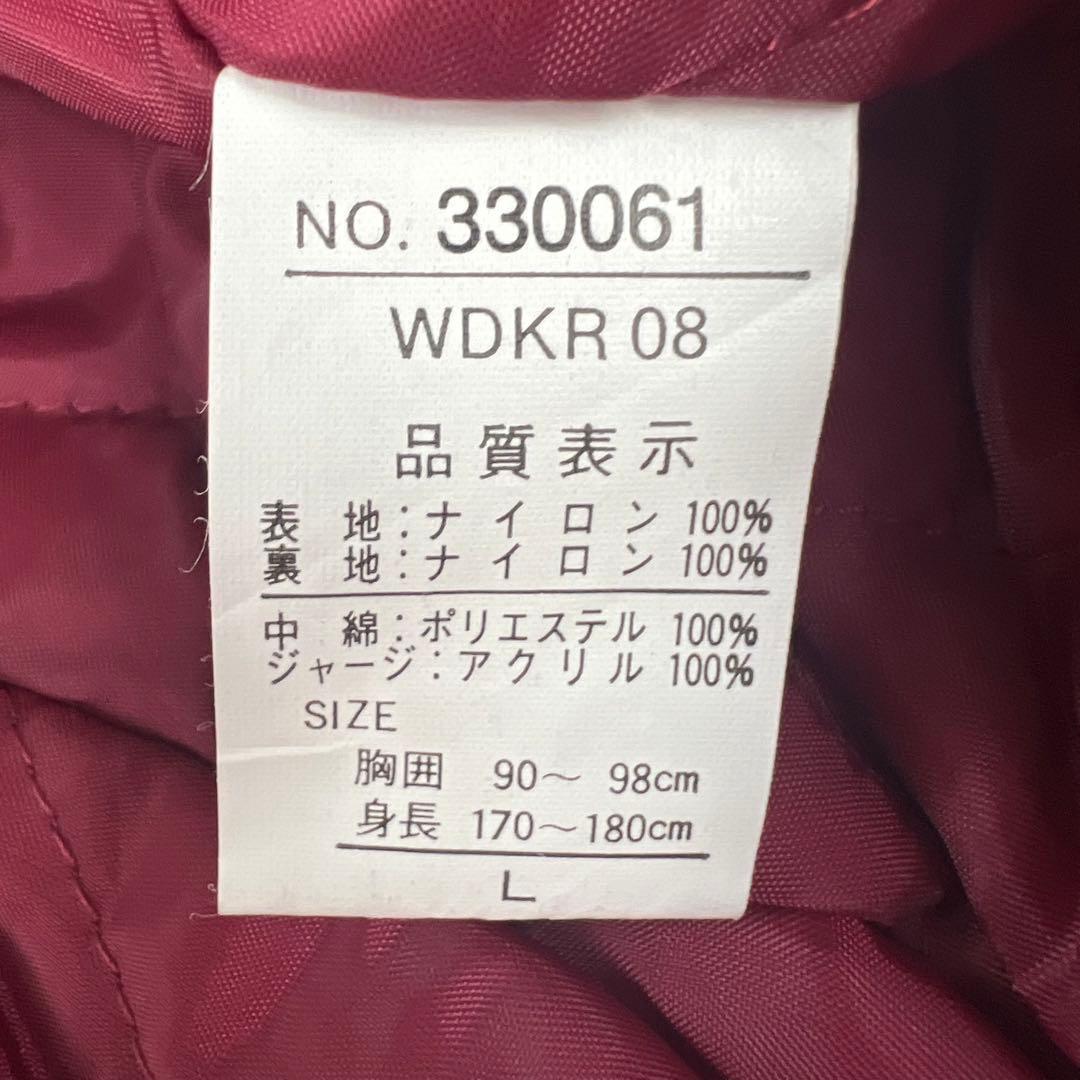 NO. 330061
WDKR 08
品質表示
表地:ナイロン 100%
裏地:ナイロン 100%
中綿:ポリエステル 100%
ジャージ:アクリル 100%
SIZE
胸囲 90〜 98cm
身長 170〜180cm
L